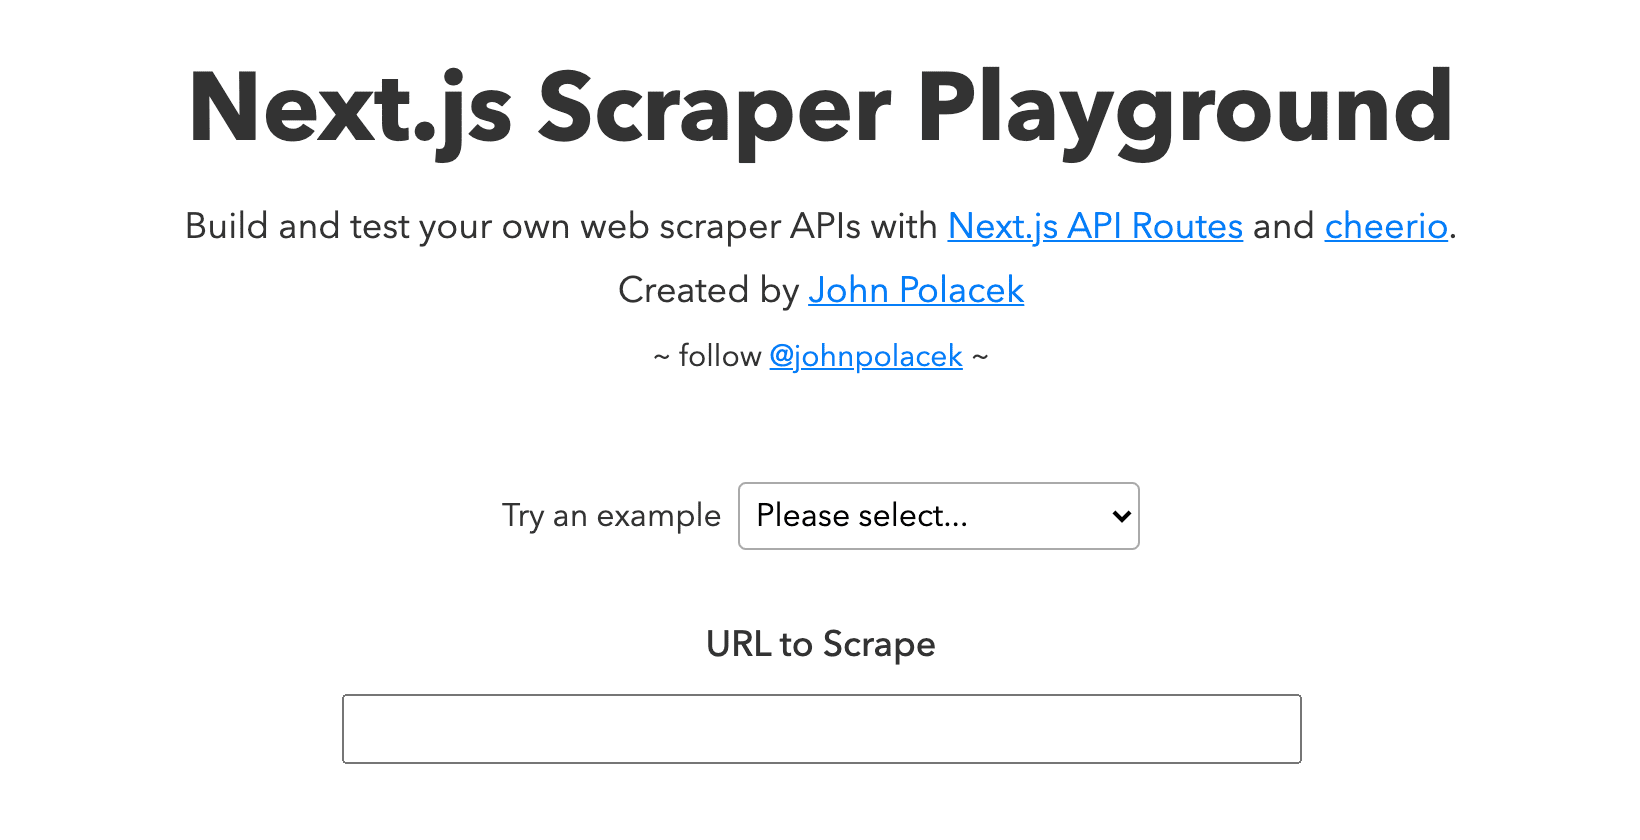 Next.js Scraper Playground
Build and test your own web scraper APIs with Next.js API Routes and cheerio.
Created by John Polacek
~ follow @johnpolacek ~
Try an example Please select...
URL to Scrape